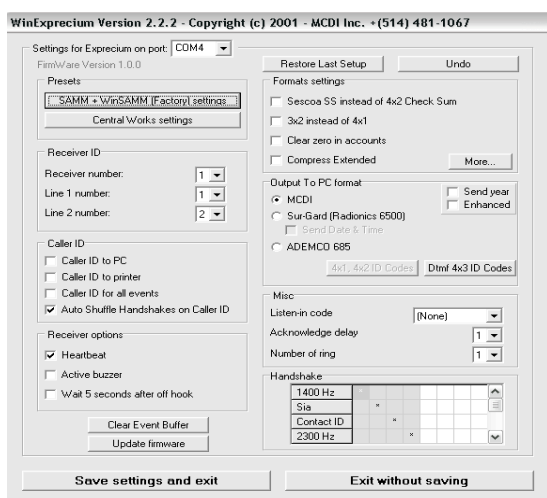 WinExprecium Version 2.2.2 - Copyright (c) 2001 - MCDI Inc. +(514) 481-1067
Settings for Exprecium on port: COM4
FirmWare Version 1.0.0
Presets
SAMM + WinSAMM (Factory) settings
Central Works settings
Receiver ID
Receiver number: 1
Line 1 number: 1
Line 2 number: 2
Caller ID
Caller ID to PC
Caller ID to printer
Caller ID for all events
Auto Shuffle Handshakes on Caller ID
Receiver options
Heartbeat
Active buzzer
Wait 5 seconds after off hook
Clear Event Buffer
Update firmware
Restore Last Setup Undo
Formats settings
Sescoa SS instead of 4x2 Check Sum
3x2 instead of 4x1
Clear zero in accounts
Compress Extended More...
Output To PC format
MCDI
Send year
Enhanced
Sur-Gard (Radionics 6500)
Send Date & Time
ADEMCO 685
4x1, 4x2 ID Codes Dtmf 4x3 ID Codes
Misc
Listen-in code (None)
Acknowledge delay 1
Number of ring 1
Handshake
1400 Hz *
Sia *
Contact ID *
2300 Hz *
Save settings and exit Exit without saving